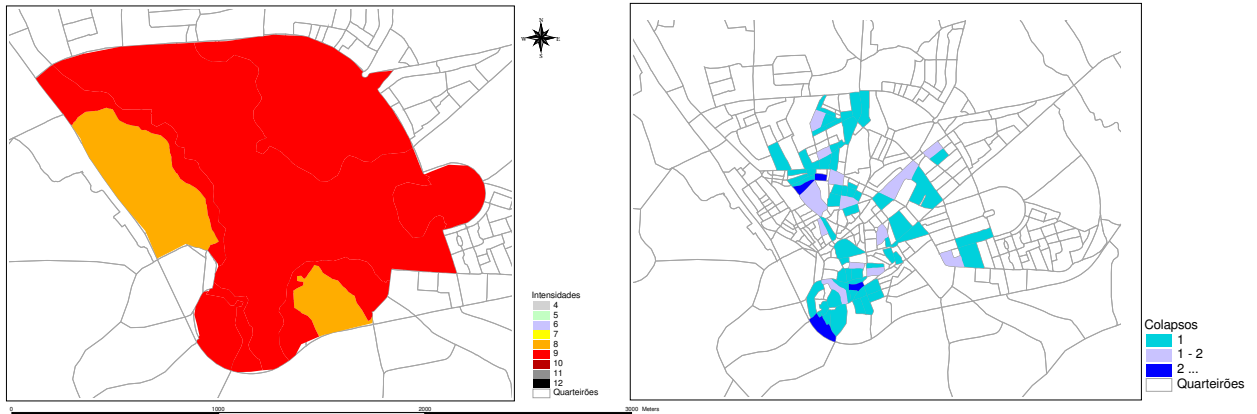 N
W E
S
Intensidades
4
5
6
7
8
9
10
11
12
Quarteirões
0 1000 2000 3000 Meters
Colapsos
1
1 - 2
2 ...
Quarteirões